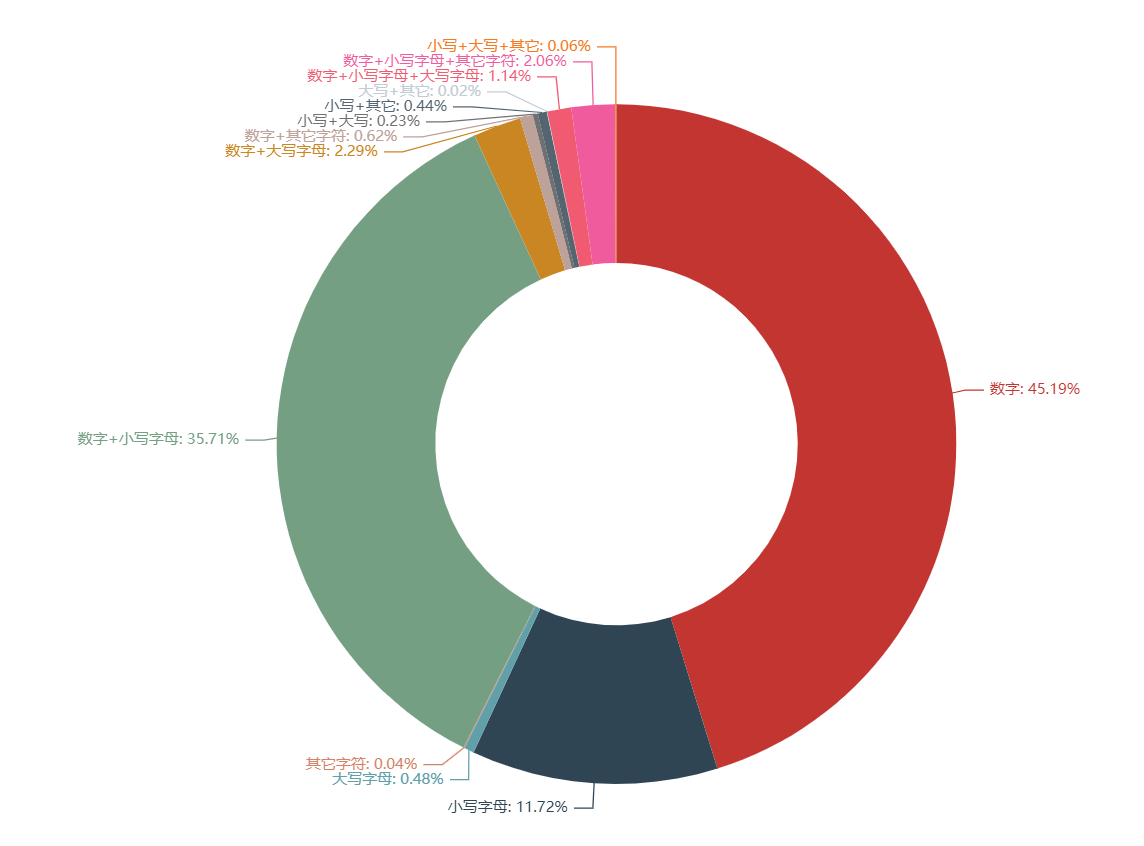 小写+大写+其它: 0.06%
数字+小写字母+其它字符: 2.06%
数字+小写字母+大写字母: 1.14%
大写+其它: 0.02%
小写+其它: 0.44%
小写+大写: 0.23%
数字+其它字符: 0.62%
数字+大写字母: 2.29%
数字: 45.19%
数字+小写字母: 35.71%
其它字符: 0.04%
大写字母: 0.48%
小写字母: 11.72%